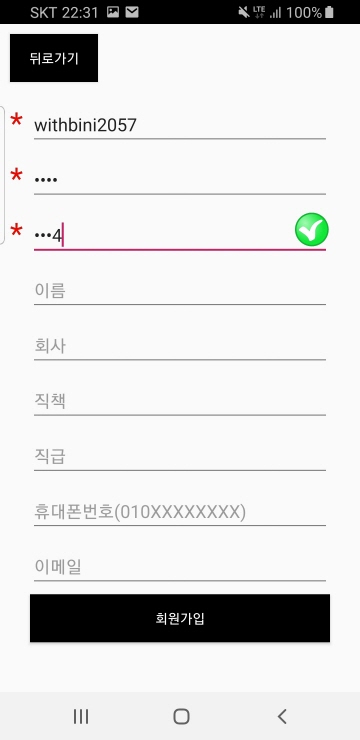 SKT 22:31 LTE 100%
뒤로가기
* withbini2057
* ••••
* •••4
이름
회사
직책
직급
휴대폰번호(010XXXXXXXX)
이메일
회원가입